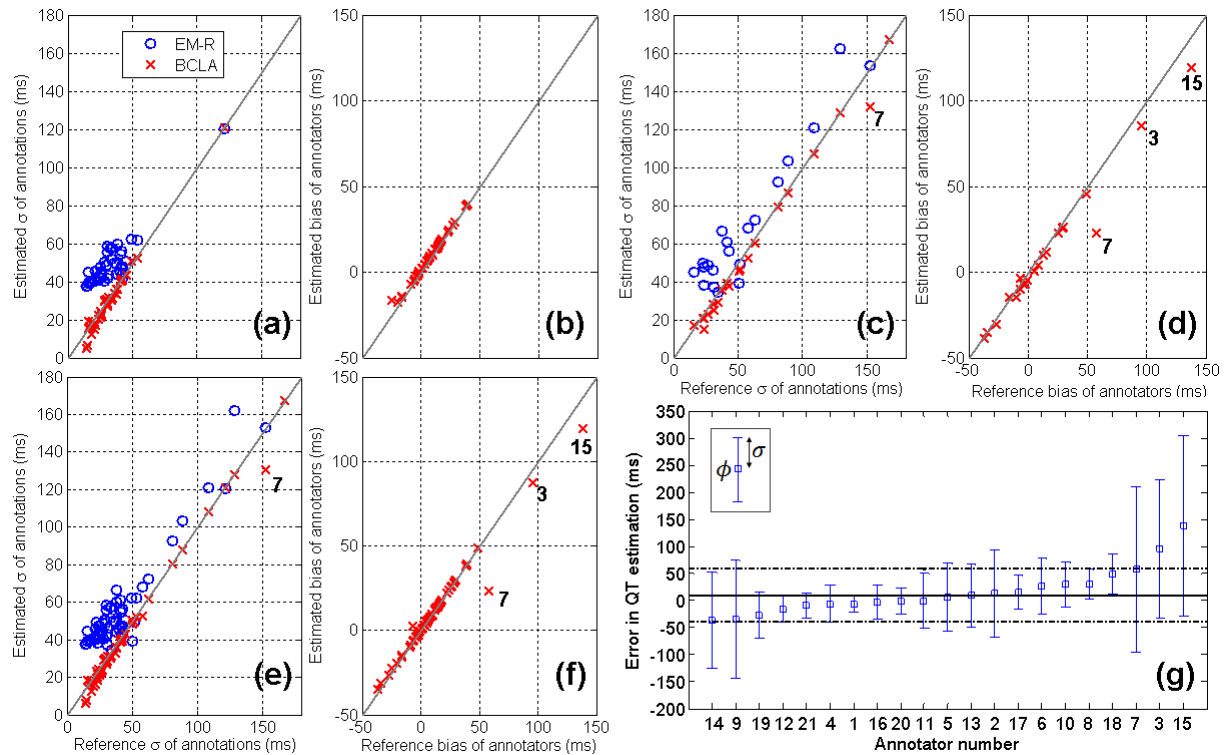 180
160
140
120
100
80
60
40
20
0
Estimated σ of annotations (ms)
EM-R
BCLA
(a)
150
100
50
0
-50
Estimated bias of annotators (ms)
(b)
180
160
140
120
100
80
60
40
20
0
Estimated σ of annotations (ms)
7
(c)
0 50 100 150
Reference σ of annotations (ms)
150
100
50
0
-50
Estimated bias of annotators (ms)
15
3
7
(d)
-50 0 50 100 150
Reference bias of annotators (ms)
180
160
140
120
100
80
60
40
20
0
Estimated σ of annotations (ms)
7
(e)
0 50 100 150
Reference σ of annotations (ms)
150
100
50
0
-50
Estimated bias of annotators (ms)
15
3
7
(f)
-50 0 50 100 150
Reference bias of annotators (ms)
350
300
250
200
150
100
50
0
-50
-100
-150
-200
Error in QT estimation (ms)
ϕ σ
(g)
14 9 19 12 21 4 1 16 20 11 5 13 2 17 6 10 8 18 7 3 15
Annotator number